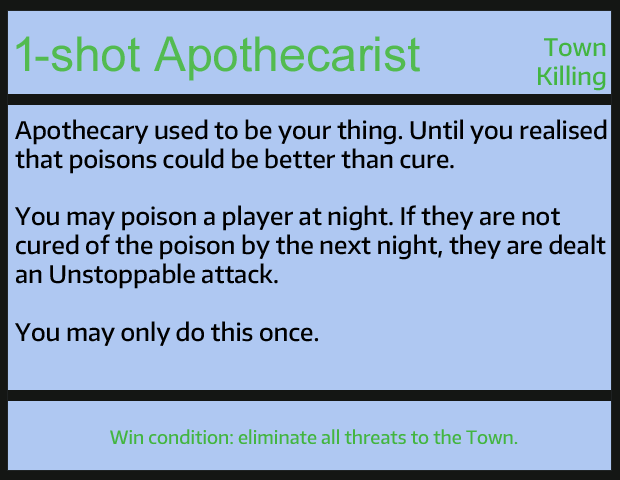 1-shot Apothecarist
Town
Killing
Apothecary used to be your thing. Until you realised
that poisons could be better than cure.
You may poison a player at night. If they are not
cured of the poison by the next night, they are dealt
an Unstoppable attack.
You may only do this once.
Win condition: eliminate all threats to the Town.